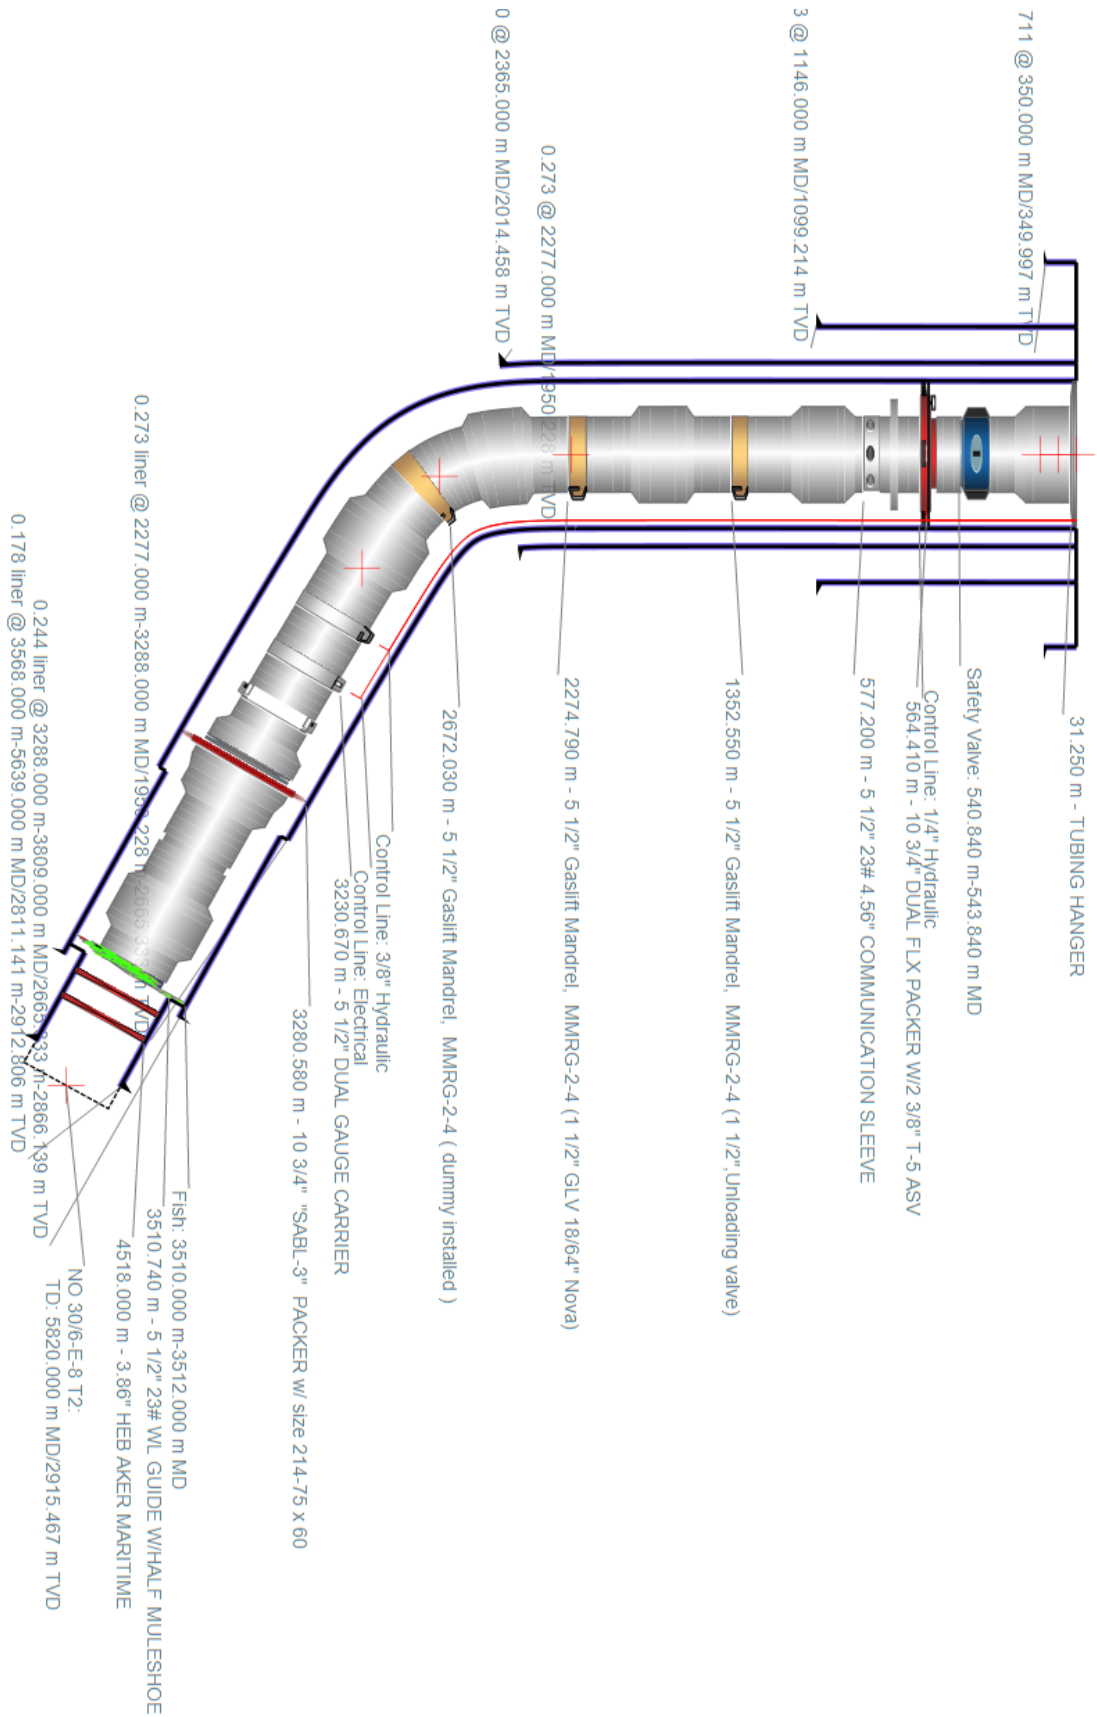 711 @ 350.000 m MD/349.997 m TVD
3 @ 1146.000 m MD/1099.214 m TVD
0.273 @ 2277.000 m MD/1950.228 m TVD
0 @ 2365.000 m MD/2014.458 m TVD
0.273 liner @ 2277.000 m-3288.000 m MD/1950.228 m-2665.333 m TVD
0.244 liner @ 3288.000 m-3809.000 m MD/2665.333 m-2866.139 m TVD
0.178 liner @ 3568.000 m-5639.000 m MD/2811.141 m-2912.806 m TVD
31.250 m - TUBING HANGER
Safety Valve: 540.840 m-543.840 m MD
Control Line: 1/4" Hydraulic
564.410 m - 10 3/4" DUAL FLX PACKER W/2 3/8" T-5 ASV
577.200 m - 5 1/2" 23# 4.56" COMMUNICATION SLEEVE
1352.550 m - 5 1/2" Gaslift Mandrel, MMRG-2-4 (1 1/2",Unloading valve)
2274.790 m - 5 1/2" Gaslift Mandrel, MMRG-2-4 (1 1/2" GLV 18/64" Nova)
2672.030 m - 5 1/2" Gaslift Mandrel, MMRG-2-4 ( dummy installed )
Control Line: 3/8" Hydraulic
Control Line: Electrical
3230.670 m - 5 1/2" DUAL GAUGE CARRIER
3280.580 m - 10 3/4" "SABL-3" PACKER w/ size 214-75 x 60
Fish: 3510.000 m-3512.000 m MD
3510.740 m - 5 1/2" 23# WL GUIDE W/HALF MULESHOE
4518.000 m - 3.86" HEB AKER MARITIME
NO 30/6-E-8 T2:
TD: 5820.000 m MD/2915.467 m TVD